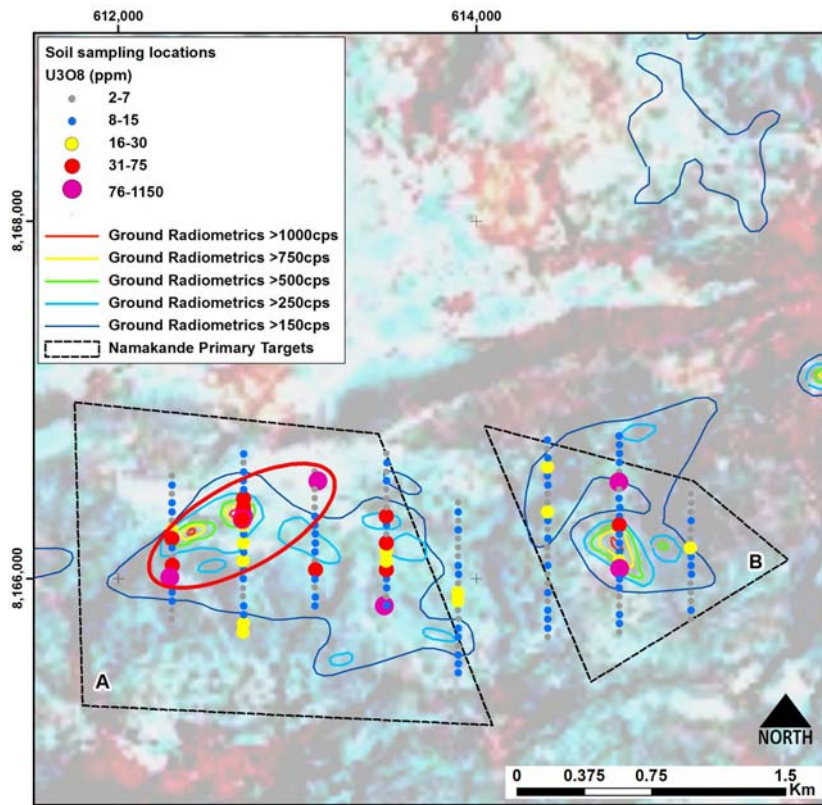 612,000
614,000
Soil sampling locations
U3O8 (ppm)
2-7
8-15
16-30
31-75
76-1150
Ground Radiometrics >1000cps
Ground Radiometrics >750cps
Ground Radiometrics >500cps
Ground Radiometrics >250cps
Ground Radiometrics >150cps
Namakande Primary Targets
8,168,000
8,166,000
A
B
NORTH
0 0.375 0.75 1.5
Km